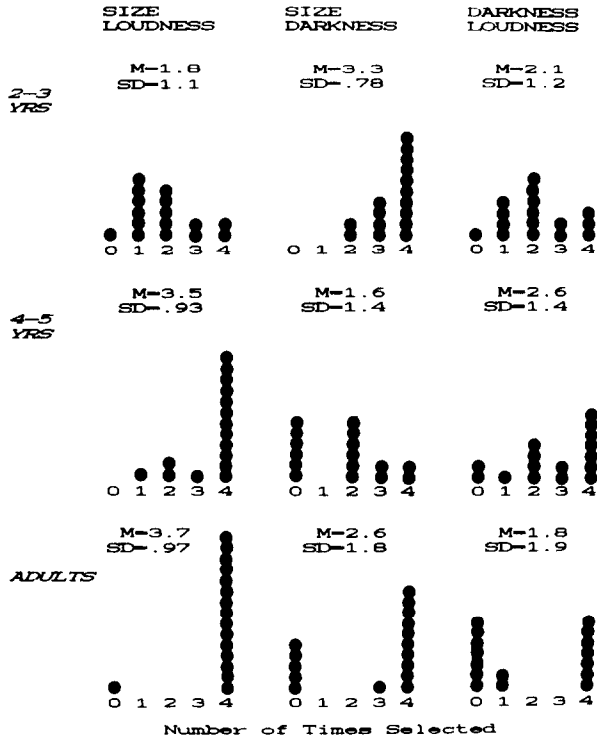 SIZE SIZE DARKNESS
LOUDNESS DARKNESS LOUDNESS
M=1.8 M=3.3 M=2.1
SD=1.1 SD=.78 SD=1.2
2-3
YRS
0 1 2 3 4 0 1 2 3 4 0 1 2 3 4
M=3.5 M=1.6 M=2.6
SD=.93 SD=1.4 SD=1.4
4-5
YRS
0 1 2 3 4 0 1 2 3 4 0 1 2 3 4
M=3.7 M=2.6 M=1.8
SD=.97 SD=1.8 SD=1.9
ADULTS
0 1 2 3 4 0 1 2 3 4 0 1 2 3 4
Number of Times Selected